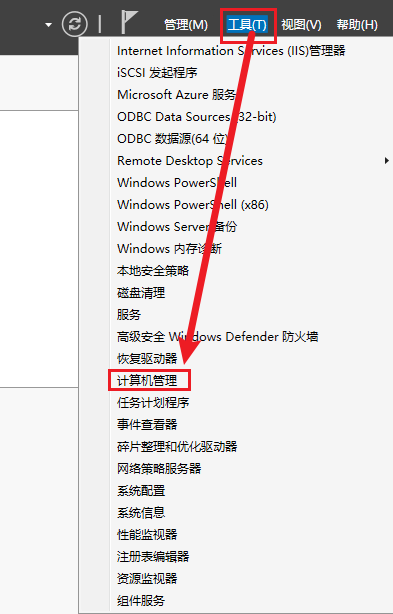 管理(M) 工具(T) 视图(V) 帮助(H)
Internet Information Services (IIS)管理器
iSCSI 发起程序
Microsoft Azure 服务
ODBC Data Sources (32-bit)
ODBC 数据源(64 位)
Remote Desktop Services
Windows PowerShell
Windows PowerShell (x86)
Windows Server 备份
Windows 内存诊断
本地安全策略
磁盘清理
服务
高级安全 Windows Defender 防火墙
恢复驱动器
计算机管理
任务计划程序
事件查看器
碎片整理和优化驱动器
网络策略服务器
系统配置
系统信息
性能监视器
注册表编辑器
资源监视器
组件服务